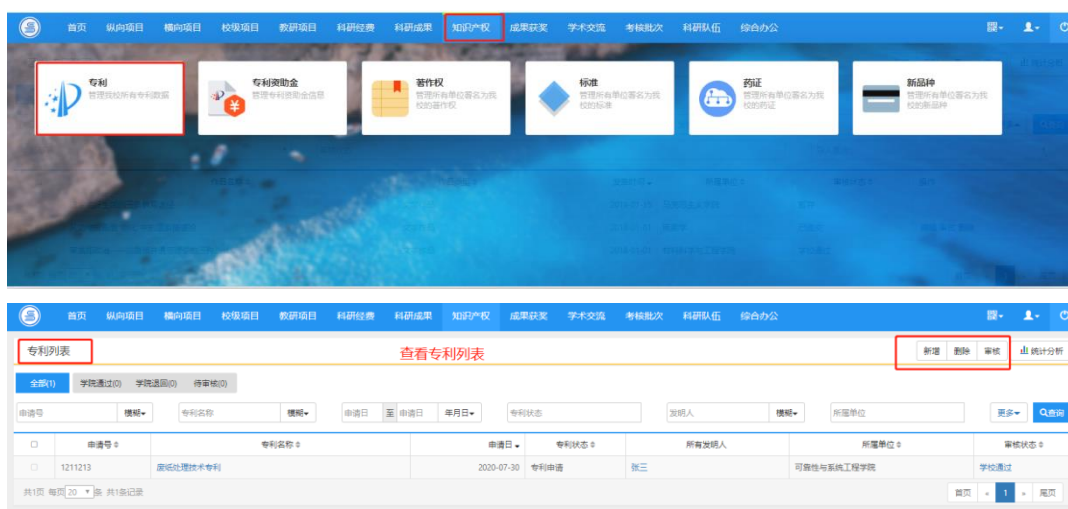 首页 纵向项目 横向项目 校级项目 教研项目 科研经费 科研成果 知识产权 成果获奖 学术交流 考核批次 科研队伍 综合办公
专利
管理我校所有专利数据
专利资助金
管理专利资助金信息
著作权
管理所有单位署名为我
校的著作权
标准
管理所有单位署名为我
校的标准
药证
管理所有单位署名为我
校的药证
新品种
管理所有单位署名为我
校的新品种
首页 纵向项目 横向项目 校级项目 教研项目 科研经费 科研成果 知识产权 成果获奖 学术交流 考核批次 科研队伍 综合办公
专利列表 查看专利列表 新增 删除 审核 统计分析
全部(1) 学院通过(0) 学院退回(0) 待审核(0)
申请号 模糊 专利名称 模糊 申请日 至 申请日 年月日 专利状态 发明人 模糊 所属单位 更多 查询
申请号 专利名称 申请日 专利状态 所有发明人 所属单位 审核状态
1211213 废纸处理技术专利 2020-07-30 专利申请 张三 可靠性与系统工程学院 学校通过
共1页 每页 20 条 共1条记录 首页 « 1 » 尾页